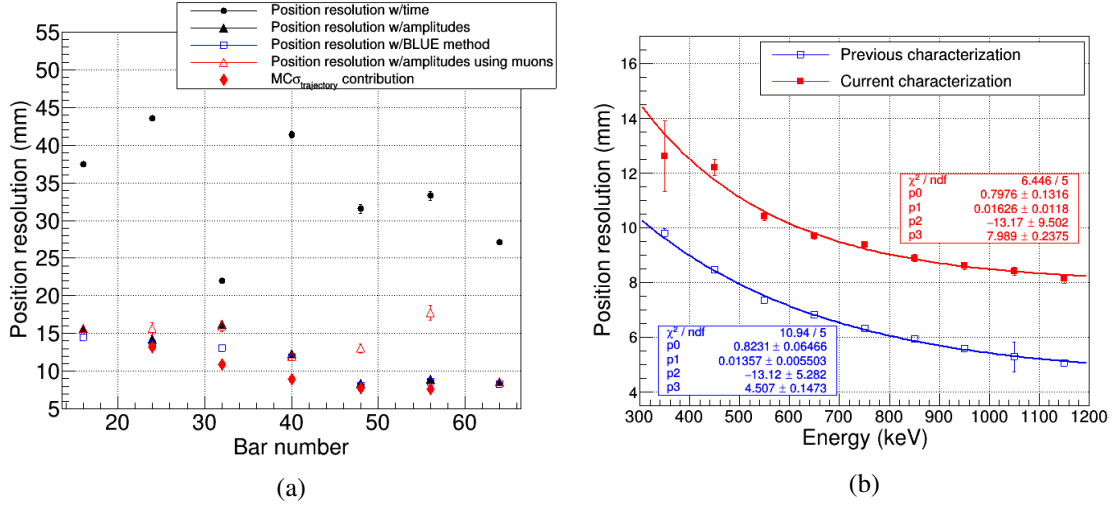 Position resolution w/time
Position resolution w/amplitudes
Position resolution w/BLUE method
Position resolution w/amplitudes using muons
MCσtrajectory contribution
Position resolution (mm)
55
50
45
40
35
30
25
20
15
10
5
20 30 40 50 60
Bar number
(a)
Previous characterization
Current characterization
Position resolution (mm)
16
14
12
10
8
6
4
χ² / ndf 6.446 / 5
p0 0.7976 ± 0.1316
p1 0.01626 ± 0.0118
p2 −13.17 ± 9.502
p3 7.989 ± 0.2375
χ² / ndf 10.94 / 5
p0 0.8231 ± 0.06466
p1 0.01357 ± 0.005503
p2 −13.12 ± 5.282
p3 4.507 ± 0.1473
300 400 500 600 700 800 900 1000 1100 1200
Energy (keV)
(b)